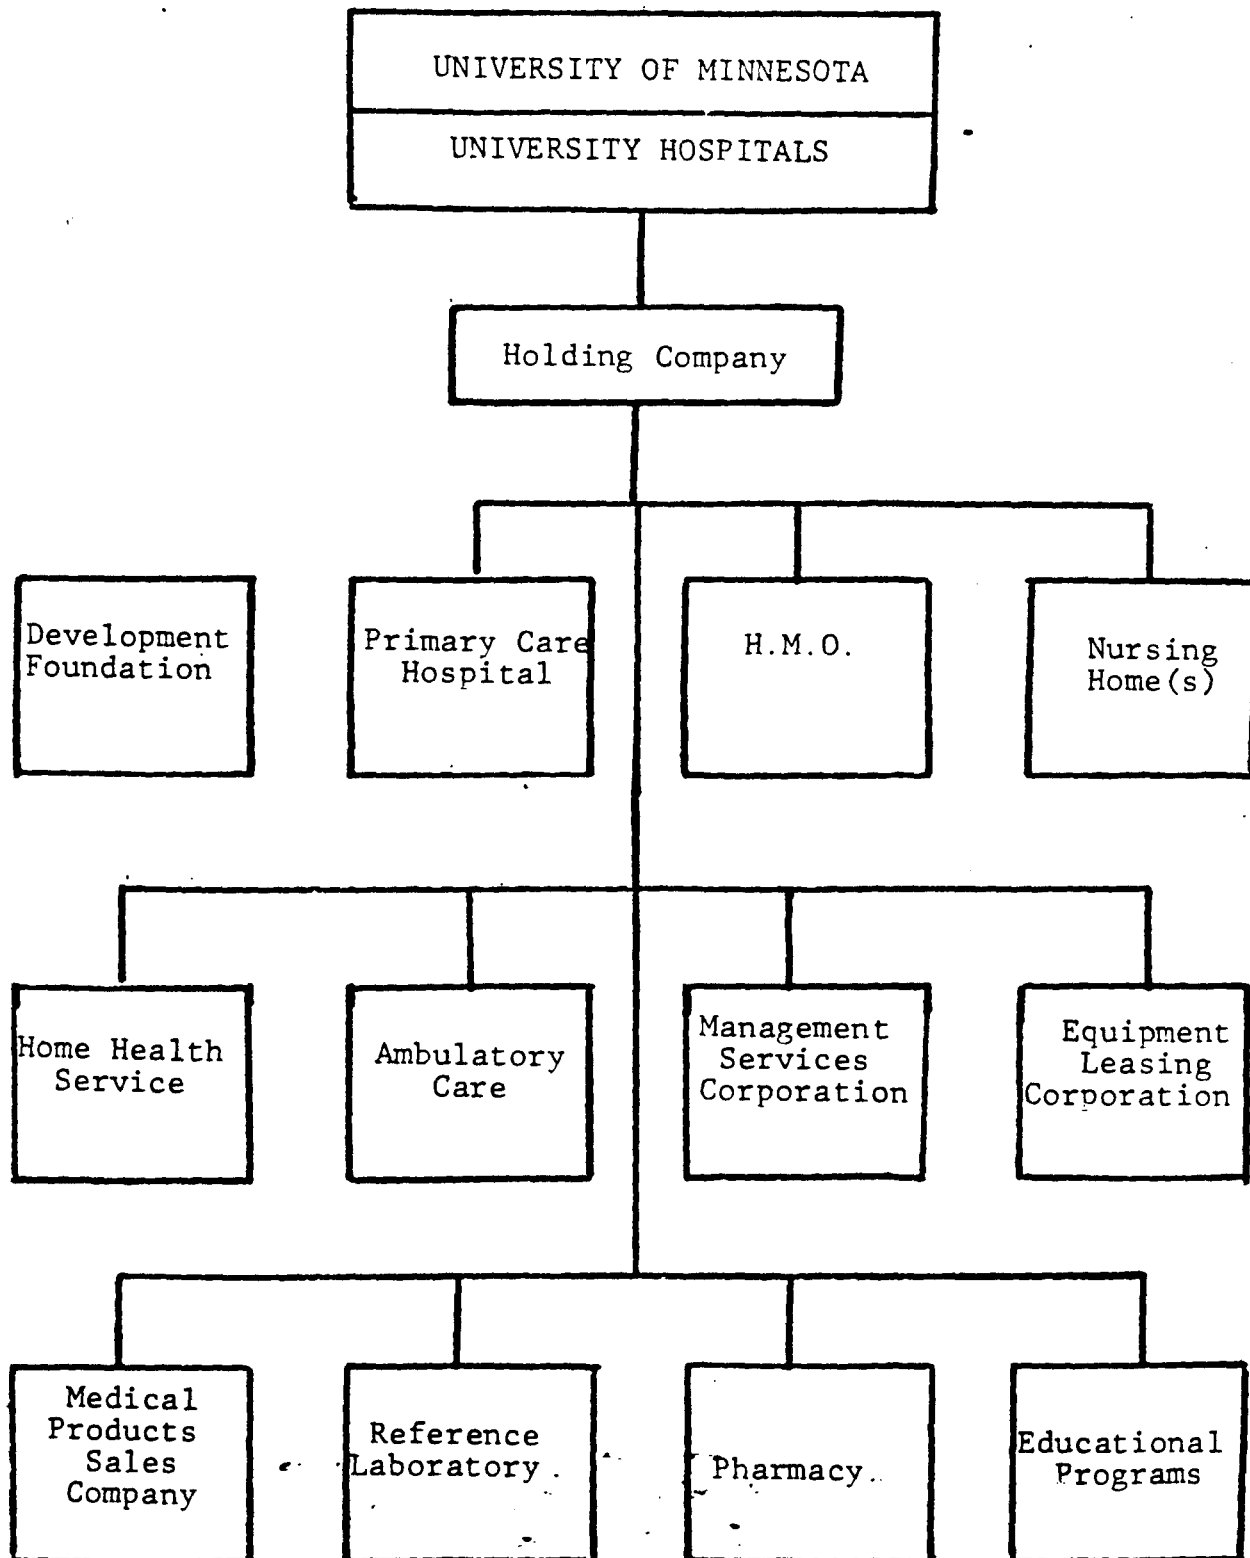 UNIVERSITY OF MINNESOTA
UNIVERSITY HOSPITALS
Holding Company
Development
Foundation
Primary Care
Hospital
H.M.O.
Nursing
Home(s)
Home Health
Service
Ambulatory
Care
Management
Services
Corporation
Equipment
Leasing
Corporation
Medical
Products
Sales
Company
Reference
Laboratory
Pharmacy
Educational
Programs